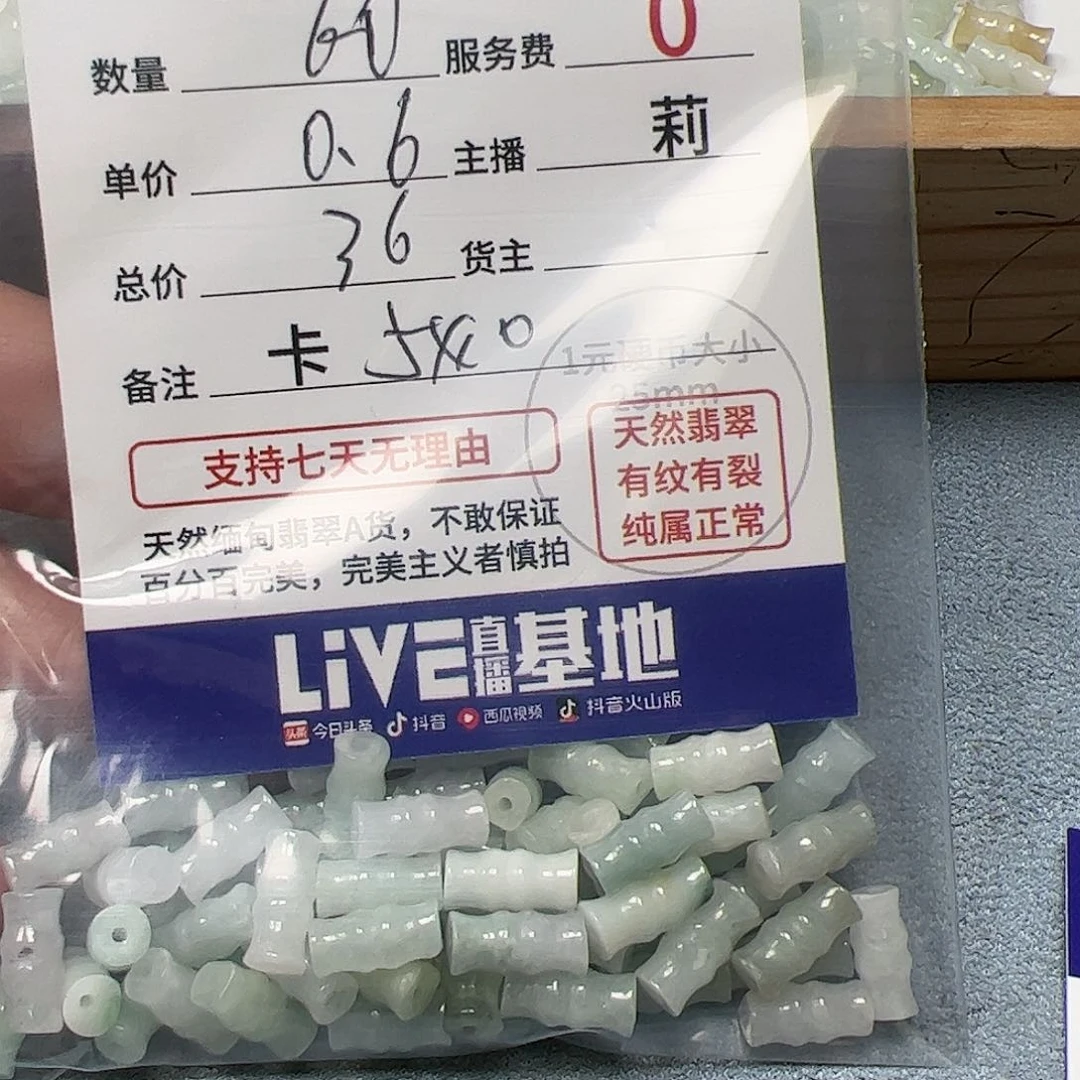 数量 60 服务费 0
单价 0.6 主播 莉
总价 36 货主
备注 卡 5X10
1元硬币大小
25mm
支持七天无理由
天然翡翠
有纹有裂
纯属正常
天然缅甸翡翠A货，不敢保证
百分百完美，完美主义者慎拍
LiVE直播基地
头条 今日头条 抖音 西瓜视频 抖音火山版